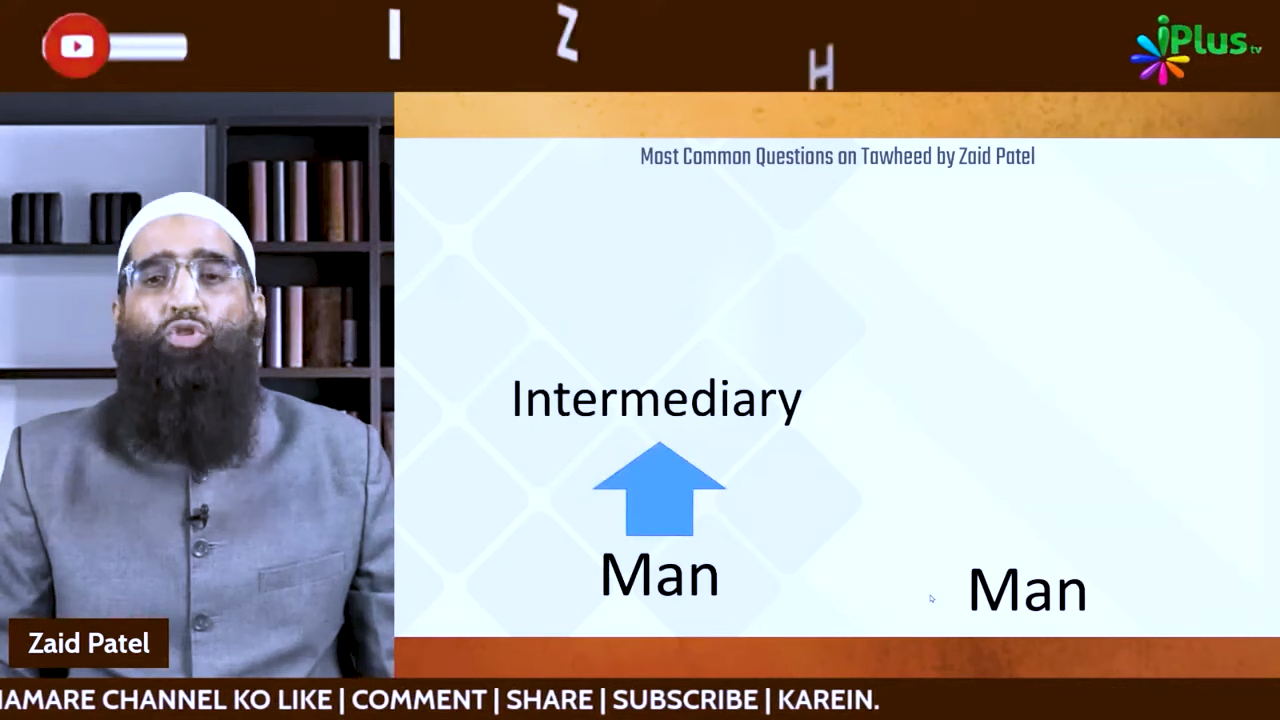 I Z H
iPlus tv
Most Common Questions on Tawheed by Zaid Patel
Intermediary
Man
Man
Zaid Patel
HAMARE CHANNEL KO LIKE | COMMENT | SHARE | SUBSCRIBE | KAREIN.